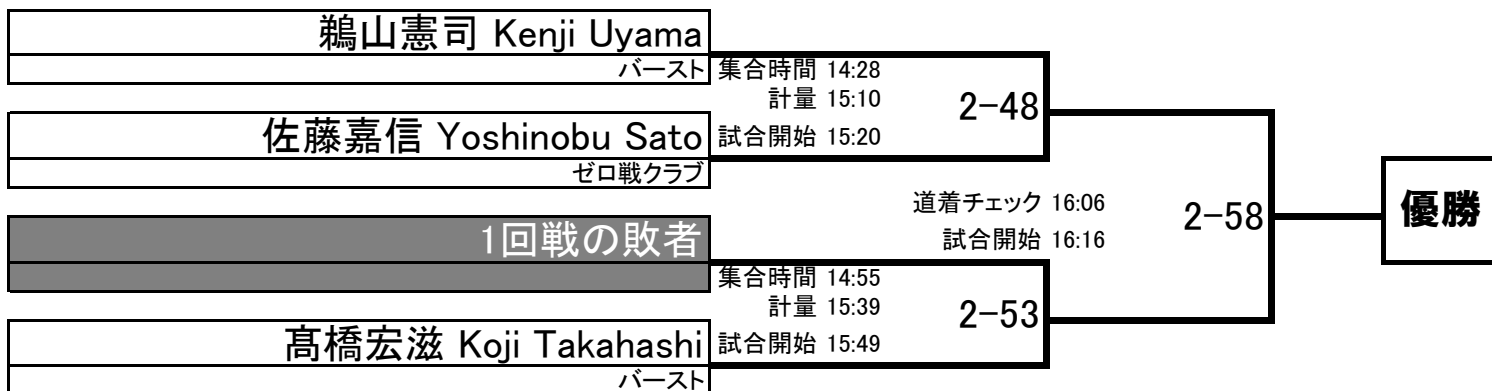 鵜山憲司 Kenji Uyama
バースト
集合時間 14:28
計量 15:10
2-48
佐藤嘉信 Yoshinobu Sato
試合開始 15:20
ゼロ戦クラブ
道着チェック 16:06
2-58
優勝
1回戦の敗者
試合開始 16:16
集合時間 14:55
計量 15:39
2-53
髙橋宏滋 Koji Takahashi
試合開始 15:49
バースト